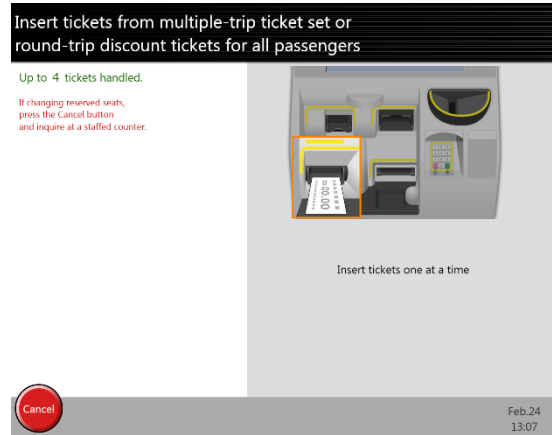 Insert tickets from multiple-trip ticket set or
round-trip discount tickets for all passengers
Up to 4 tickets handled.
If changing reserved seats,
press the Cancel button
and inquire at a staffed counter.
00.00
Insert tickets one at a time
Cancel
Feb.24
13:07